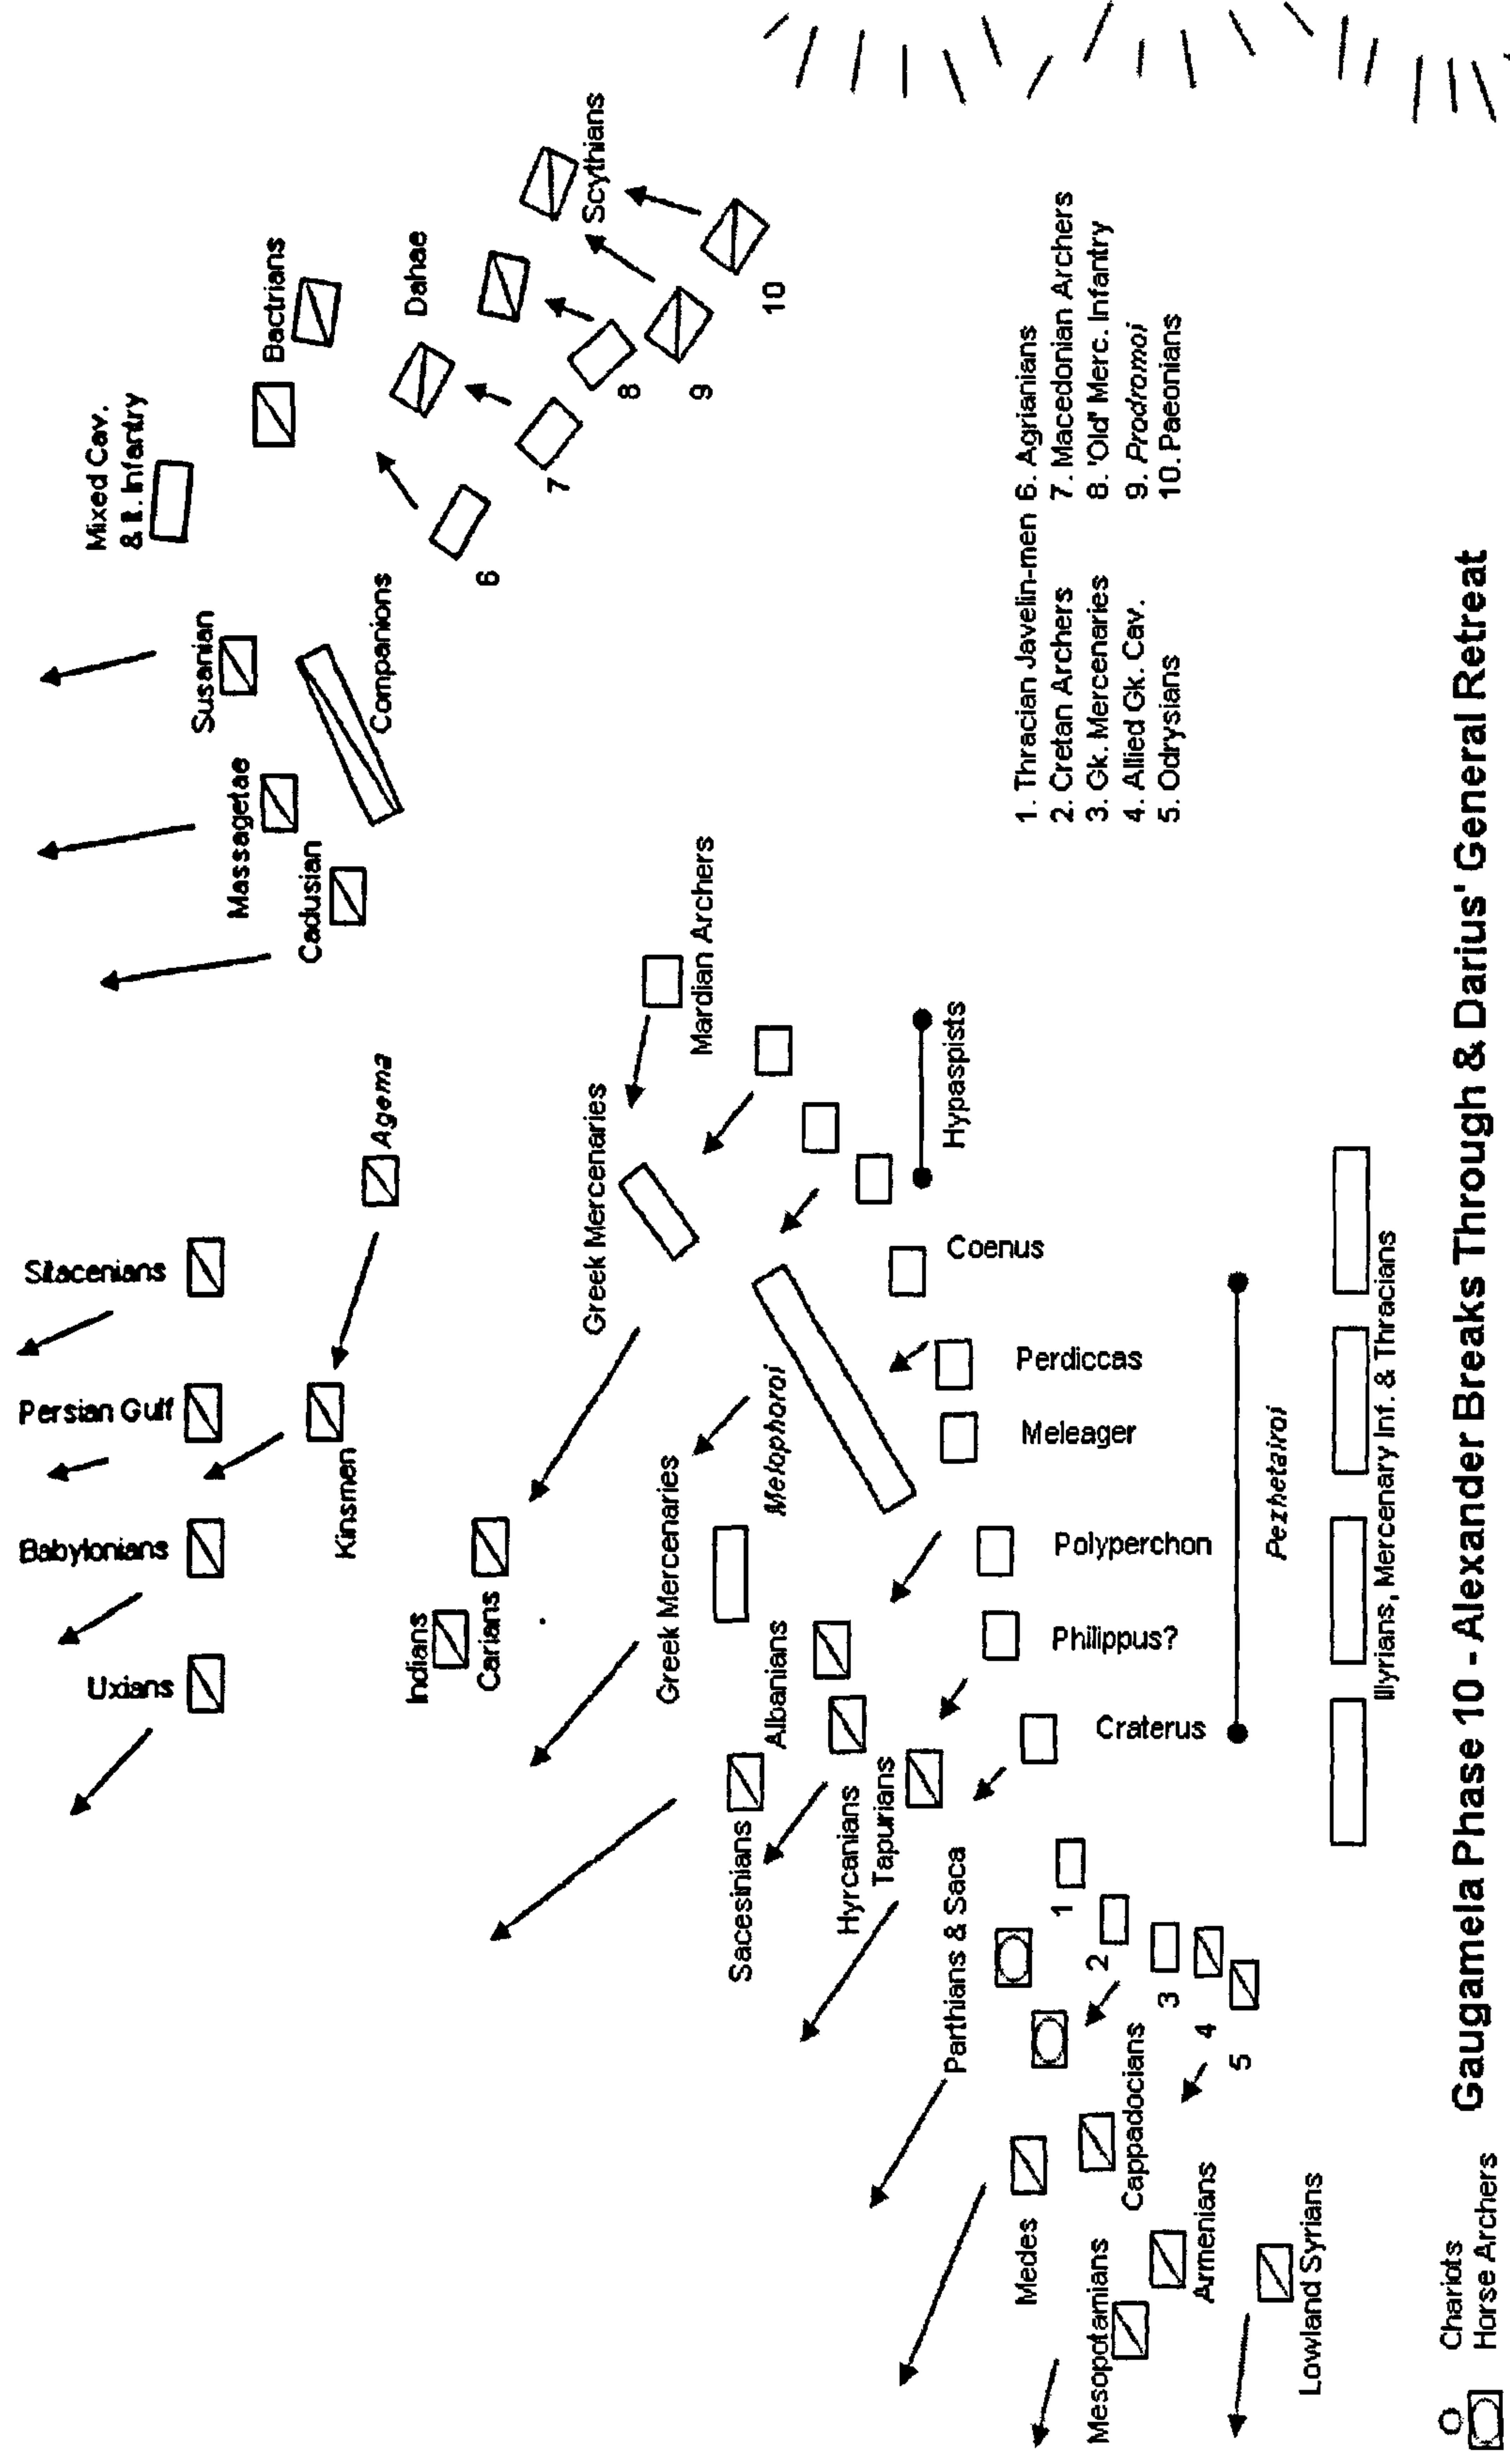 Mixed Cav.
& lt. Infantry
Bactrians
Dahae
Scythians
Susanian
Massagetae
Cadusian
Companions
6
7
8
9
10
Sitacenians
Persian Gulf
Babylonians
Uxians
Agema
Kinsmen
Indians
Carians
Mardian Archers
Greek Mercenaries
Greek Mercenaries
Melophoroi
Hypaspists
Coenus
Perdiccas
Meleager
Polyperchon
Philippus?
Craterus
Pezhetairoi
Albanians
Sacesinians
Hyrcanians
Tapurians
Parthians & Saca
1
2
3
4
5
Medes
Cappadocians
Mesopotamians
Armenians
Lowland Syrians
Illyrians, Mercenary Inf. & Thracians
1. Thracian Javelin-men 6. Agrianians
2. Cretan Archers 7. Macedonian Archers
3. Gk. Mercenaries 8. 'Old' Merc. Infantry
4. Allied Gk. Cav. 9. Prodromoi
5. Odrysians 10. Paeonians
Chariots
Horse Archers
Gaugamela Phase 10 - Alexander Breaks Through & Darius' General Retreat